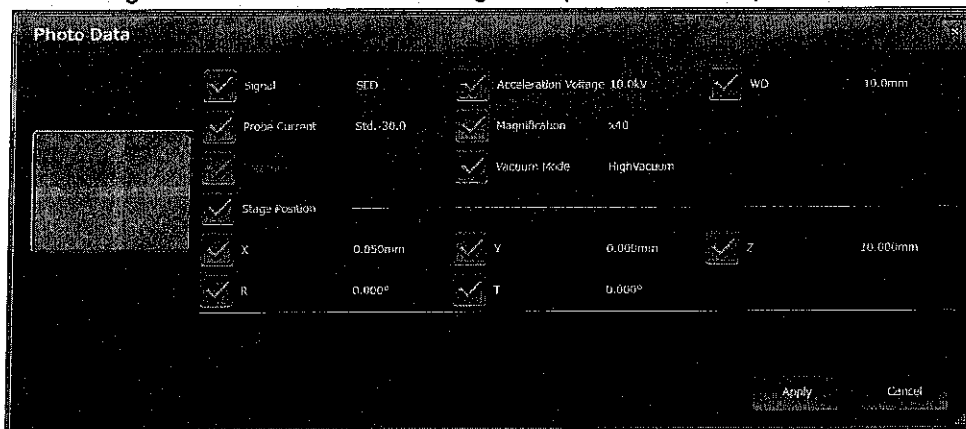 Photo Data
Signal SED Acceleration Voltage 10.0kV WD 10.0mm
Probe Current Std.-30.0 Magnification x40
Vacuum Mode HighVacuum
Stage Position
X 0.050mm Y 0.000mm Z 20.000mm
R 0.000° T 0.000°
Apply Cancel